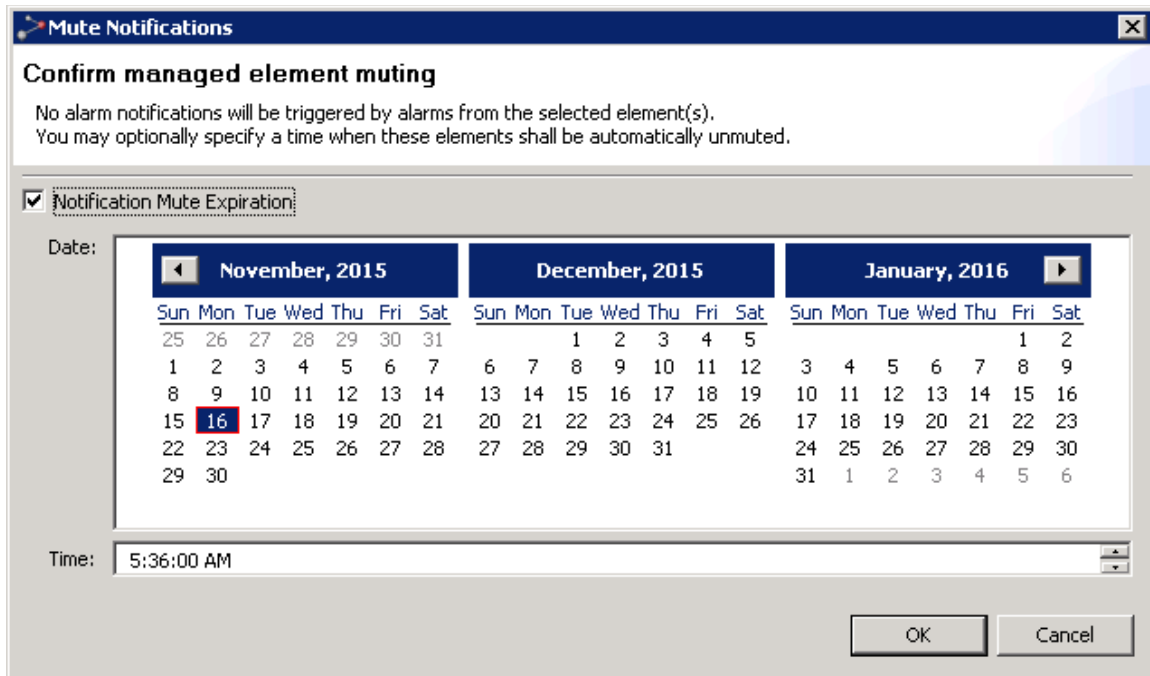 Mute Notifications
Confirm managed element muting
No alarm notifications will be triggered by alarms from the selected element(s).
You may optionally specify a time when these elements shall be automatically unmuted.
Notification Mute Expiration
Date:
November, 2015 December, 2015 January, 2016
Sun Mon Tue Wed Thu Fri Sat Sun Mon Tue Wed Thu Fri Sat Sun Mon Tue Wed Thu Fri Sat
25 26 27 28 29 30 31 1 2 3 4 5 1 2
1 2 3 4 5 6 7 6 7 8 9 10 11 12 3 4 5 6 7 8 9
8 9 10 11 12 13 14 13 14 15 16 17 18 19 10 11 12 13 14 15 16
15 16 17 18 19 20 21 20 21 22 23 24 25 26 17 18 19 20 21 22 23
22 23 24 25 26 27 28 27 28 29 30 31 24 25 26 27 28 29 30
29 30 31 1 2 3 4 5 6
Time: 5:36:00 AM
OK Cancel